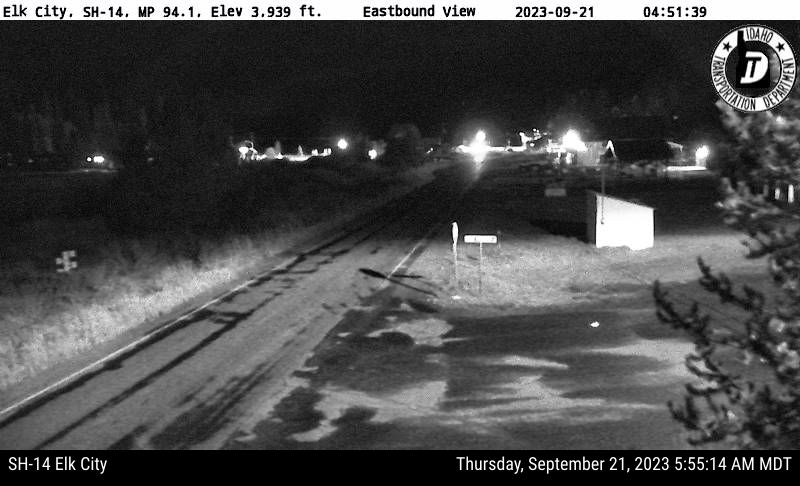 Elk City, SH-14, MP 94.1, Elev 3,939 ft. Eastbound View 2023-09-21 04:51:39
IDAHO
TRANSPORTATION DEPARTMENT
SH-14 Elk City Thursday, September 21, 2023 5:55:14 AM MDT